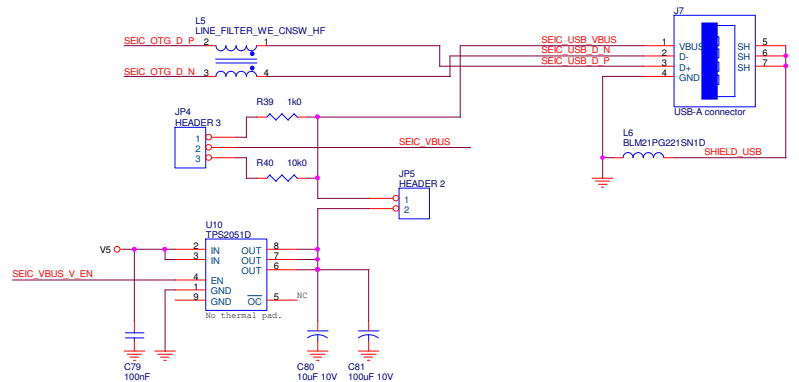 L5
LINE_FILTER_WE_CNSW_HF
SEIC_OTG_D_P 2 1
SEIC_OTG_D_N 3 4
J7
SEIC_USB_VBUS 1 VBUS SH 5
SEIC_USB_D_N 2 D- SH 6
SEIC_USB_D_P 3 D+ SH 7
4 GND
USB-A connector
R39 1k0
JP4
HEADER 3
1
2 SEIC_VBUS
3
R40 10k0
L6
BLM21PG221SN1D
SHIELD_USB
JP5
HEADER 2
1
2
U10
TPS2051D
V5 2 IN OUT 8
3 IN OUT 7
OUT 6
SEIC_VBUS_V_EN 4 EN
1 GND
9 GND OC 5 NC
No thermal pad.
C79
100nF
C80
10uF 10V
C81
100uF 10V